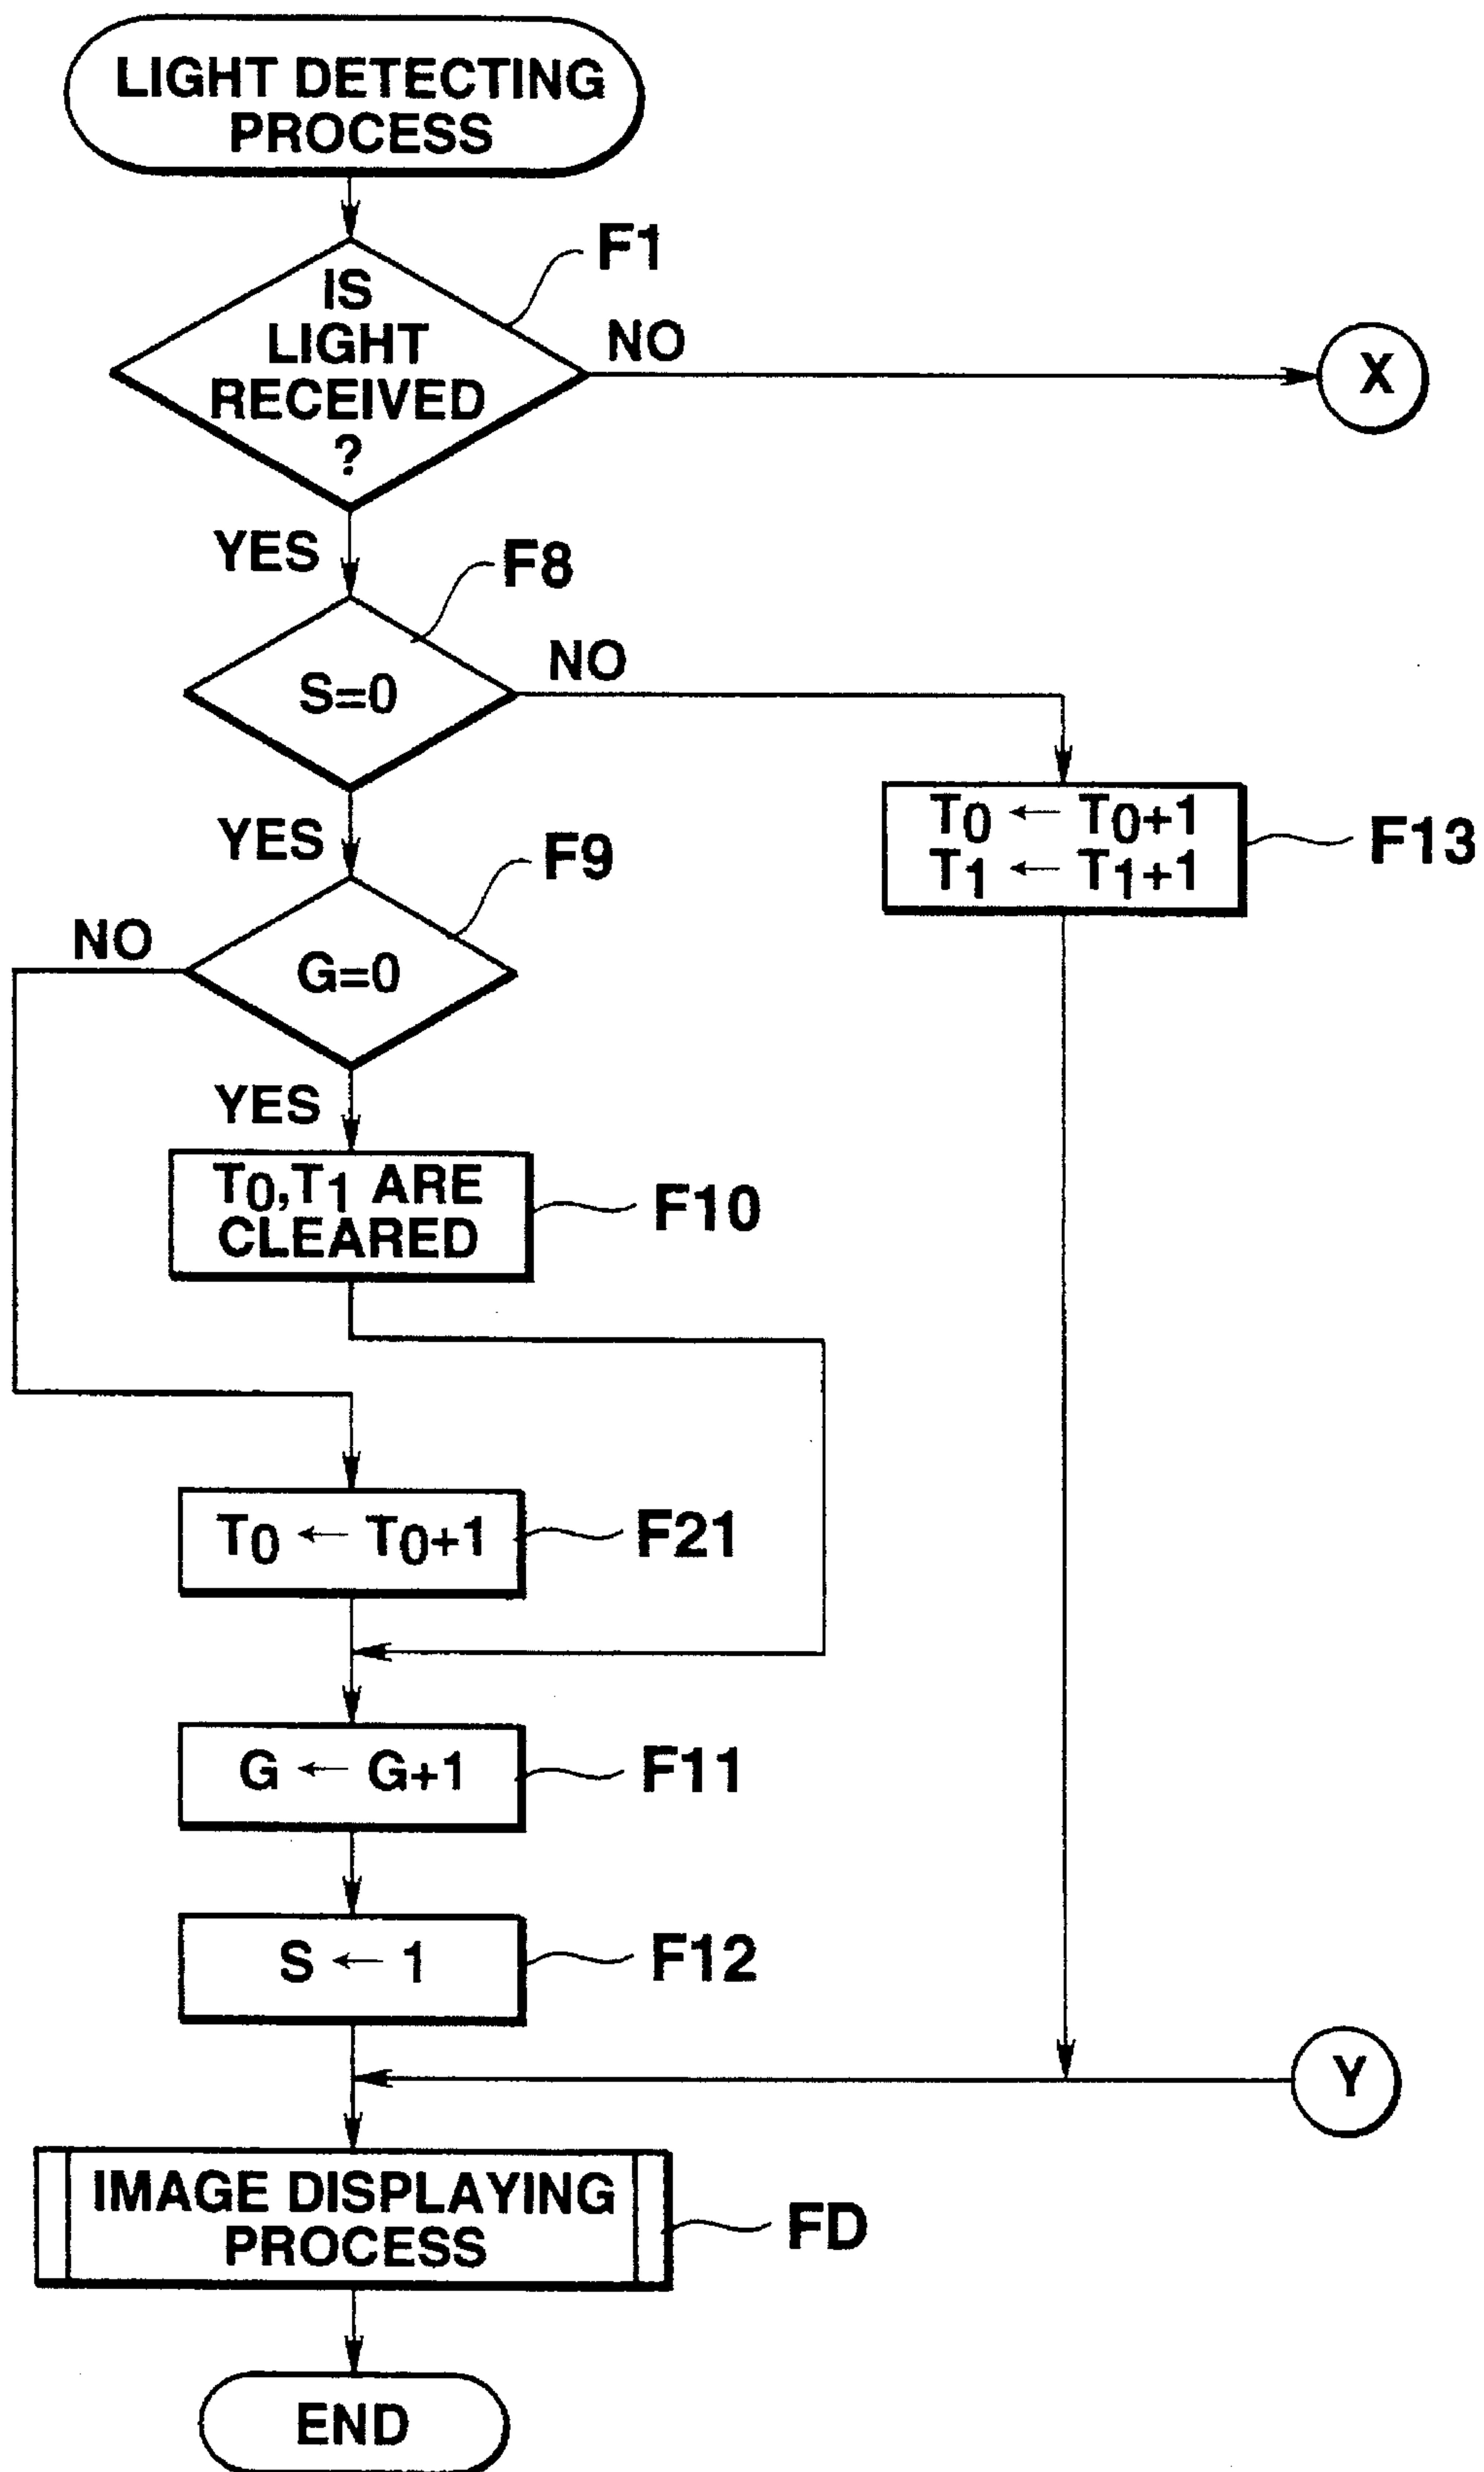 LIGHT DETECTING
PROCESS
F1
IS
LIGHT
RECEIVED
?
NO
X
YES
F8
S=0
NO
T0 ← T0+1
T1 ← T1+1
F13
YES
F9
NO
G=0
YES
T0,T1 ARE
CLEARED
F10
T0 ← T0+1
F21
G ← G+1
F11
S ← 1
F12
Y
IMAGE DISPLAYING
PROCESS
FD
END